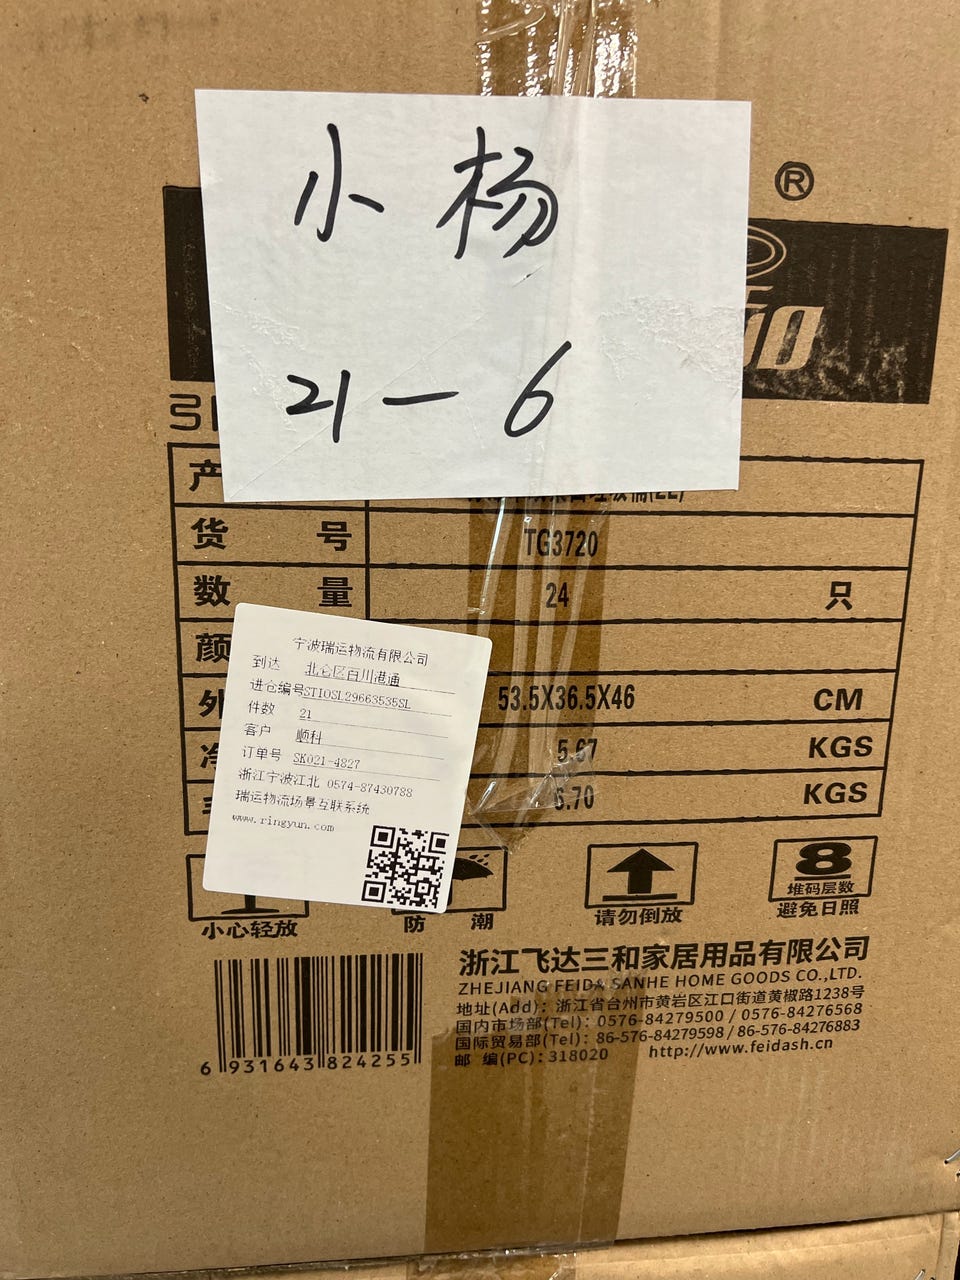 小杨
21-6
®
产
货 号 TG3720
数 量 24 只
颜
外 53.5X36.5X46 CM
净 5.67 KGS
6.70 KGS
宁波瑞运物流有限公司
到达 北仑区百川港通
进仓编号STIOSL29663535SL
件数 21
客户 顺科
订单号 SK021-4827
浙江宁波江北 0574-87430788
瑞运物流场景互联系统
www.ringyun.com
小心轻放
防 潮
请勿倒放
8
堆码层数
避免日照
6 931643 824255
浙江飞达三和家居用品有限公司
ZHEJIANG FEIDA SANHE HOME GOODS CO.,LTD.
地址(Add): 浙江省台州市黄岩区江口街道黄椒路1238号
国内市场部(Tel): 0576-84279500 / 0576-84276568
国际贸易部(Tel): 86-576-84279598 / 86-576-84276883
邮 编(PC): 318020 http://www.feidash.cn